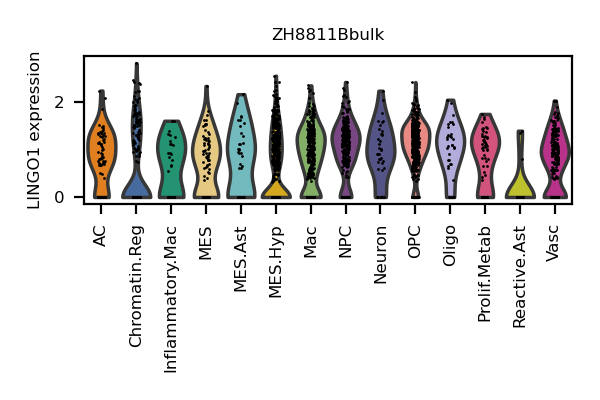 ZH8811Bbulk
LINGO1 expression
2
0
AC
Chromatin.Reg
Inflammatory.Mac
MES
MES.Ast
MES.Hyp
Mac
NPC
Neuron
OPC
Oligo
Prolif.Metab
Reactive.Ast
Vasc